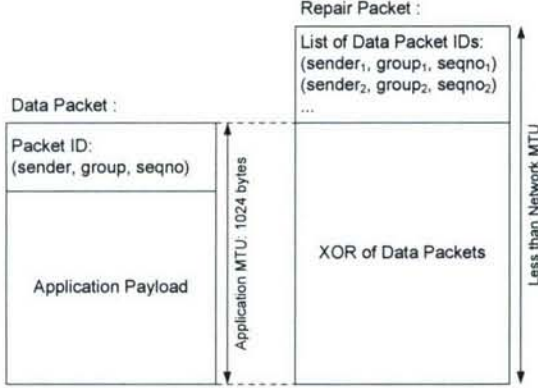 Repair Packet :
List of Data Packet IDs:
(sender₁, group₁, seqno₁)
(sender₂, group₂, seqno₂)
...
Data Packet :
Packet ID:
(sender, group, seqno)
Application Payload
Application MTU: 1024 bytes
XOR of Data Packets
Less than Network MTU